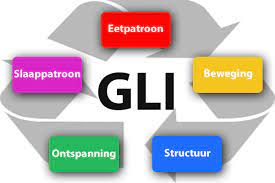 Eetpatroon
Slaappatroon
Beweging
GLI
Ontspanning
Structuur